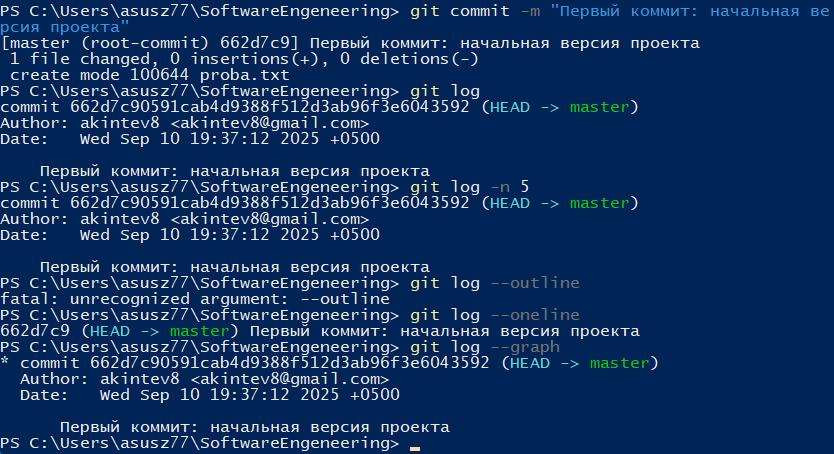 PS C:\Users\asusz77\SoftwareEngeneering> git commit -m "Первый коммит: начальная ве
рсия проекта"
[master (root-commit) 662d7c9] Первый коммит: начальная версия проекта
 1 file changed, 0 insertions(+), 0 deletions(-)
 create mode 100644 proba.txt
PS C:\Users\asusz77\SoftwareEngeneering> git log
commit 662d7c90591cab4d9388f512d3ab96f3e6043592 (HEAD -> master)
Author: akintev8 <akintev8@gmail.com>
Date:   Wed Sep 10 19:37:12 2025 +0500

    Первый коммит: начальная версия проекта
PS C:\Users\asusz77\SoftwareEngeneering> git log -n 5
commit 662d7c90591cab4d9388f512d3ab96f3e6043592 (HEAD -> master)
Author: akintev8 <akintev8@gmail.com>
Date:   Wed Sep 10 19:37:12 2025 +0500

    Первый коммит: начальная версия проекта
PS C:\Users\asusz77\SoftwareEngeneering> git log --outline
fatal: unrecognized argument: --outline
PS C:\Users\asusz77\SoftwareEngeneering> git log --oneline
662d7c9 (HEAD -> master) Первый коммит: начальная версия проекта
PS C:\Users\asusz77\SoftwareEngeneering> git log --graph
* commit 662d7c90591cab4d9388f512d3ab96f3e6043592 (HEAD -> master)
  Author: akintev8 <akintev8@gmail.com>
  Date:   Wed Sep 10 19:37:12 2025 +0500

      Первый коммит: начальная версия проекта
PS C:\Users\asusz77\SoftwareEngeneering>